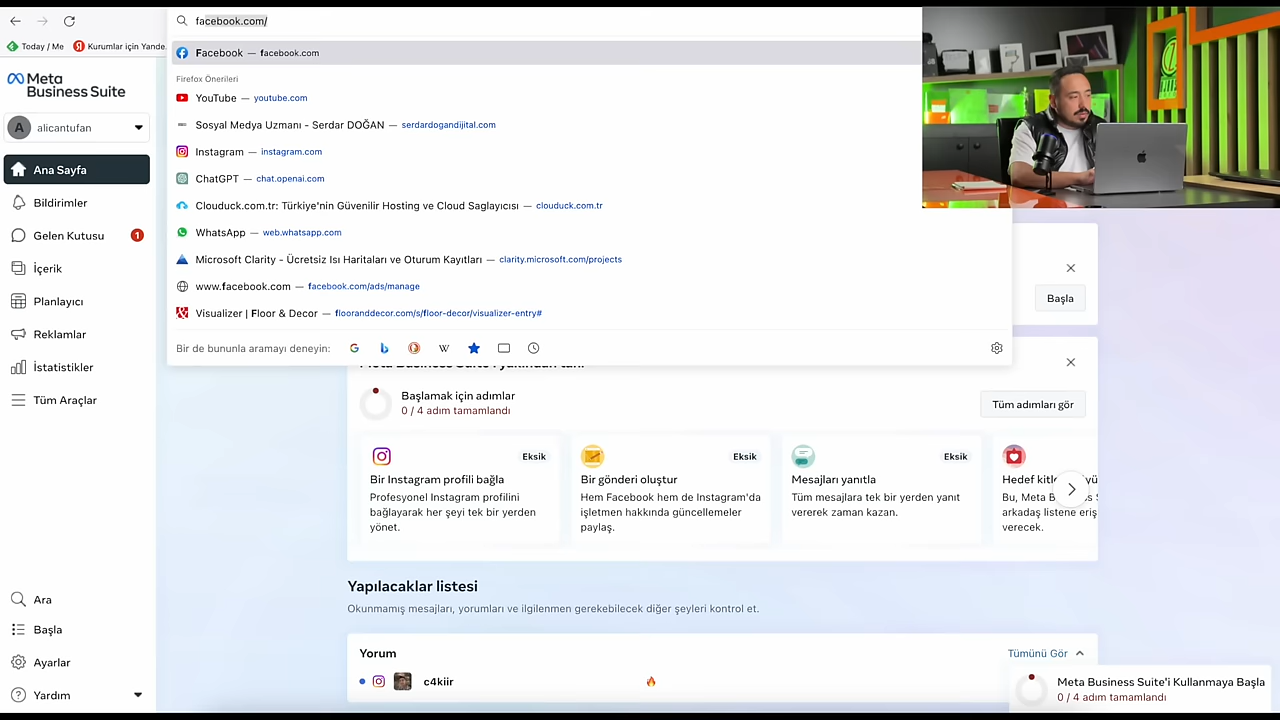 facebook.com/
Today / Me
Kurumlar için Yande.
Facebook — facebook.com
Firefox Önerileri
YouTube — youtube.com
Sosyal Medya Uzmanı - Serdar DOĞAN — serdardogandijital.com
Instagram — instagram.com
ChatGPT — chat.openai.com
Clouduck.com.tr: Türkiye'nin Güvenilir Hosting ve Cloud Saglayıcısı — clouduck.com.tr
WhatsApp — web.whatsapp.com
Microsoft Clarity - Ücretsiz Isı Haritaları ve Oturum Kayıtları — clarity.microsoft.com/projects
www.facebook.com — facebook.com/ads/manage
Visualizer | Floor & Decor — flooranddecor.com/s/floor-decor/visualizer-entry#
Bir de bununla aramayı deneyin:
Meta
Business Suite
A
alicantufan
Ana Sayfa
Bildirimler
Gelen Kutusu
1
İçerik
Planlayıcı
Reklamlar
İstatistikler
Tüm Araçlar
Ara
Başla
Ayarlar
Yardım
Başla
Başlamak için adımlar
0 / 4 adım tamamlandı
Tüm adımları gör
Eksik
Bir Instagram profili bağla
Profesyonel Instagram profilini
bağlayarak her şeyi tek bir yerden
yönet.
Eksik
Bir gönderi oluştur
Hem Facebook hem de Instagram'da
işletmen hakkında güncellemeler
paylaş.
Eksik
Mesajları yanıtla
Tüm mesajlara tek bir yerden yanıt
vererek zaman kazan.
Bu, Meta
arkadaş listene
verecek.
Yapılacaklar listesi
Okunmamış mesajları, yorumları ve ilgilenmen gerekebilecek diğer şeyleri kontrol et.
Yorum
Tümünü Gör
c4kiir
🔥
Meta Business Suite'i Kullanmaya Başla
0 / 4 adım tamamlandı